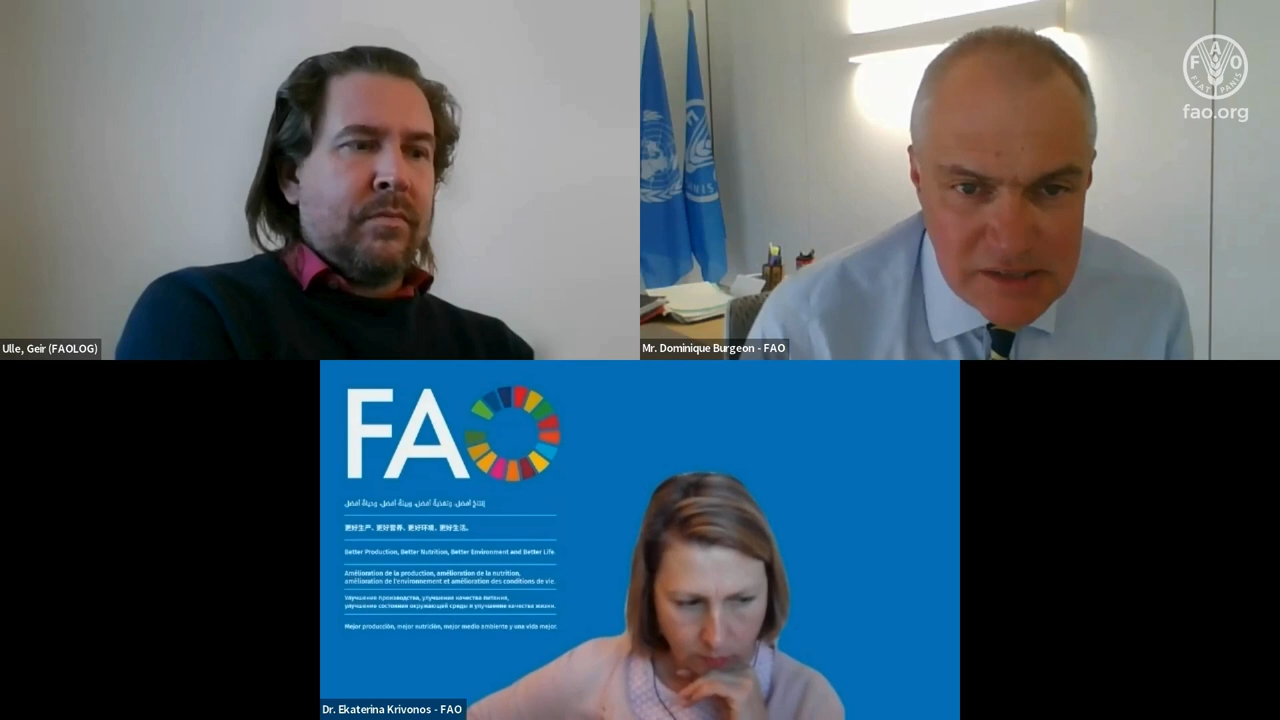 FAO
FIAT PANIS
fao.org
PANIS
Ulle, Geir (FAOLOG)
Mr. Dominique Burgeon - FAO
FAO
إنتاج أفضل، وتغذية أفضل، وبيئة أفضل، وحياة أفضل
更好生产、更好营养、更好环境、更好生活。
Better Production, Better Nutrition, Better Environment and Better Life
Amélioration de la production, amélioration de la nutrition,
amélioration de l'environnement et amélioration des conditions de vie.
Улучшение производства, улучшение качества питания,
улучшение состояния окружающей среды и улучшение качества жизни.
Mejor producción, mejor nutrición, mejor medio ambiente y una vida mejor.
Dr. Ekaterina Krivonos - FAO